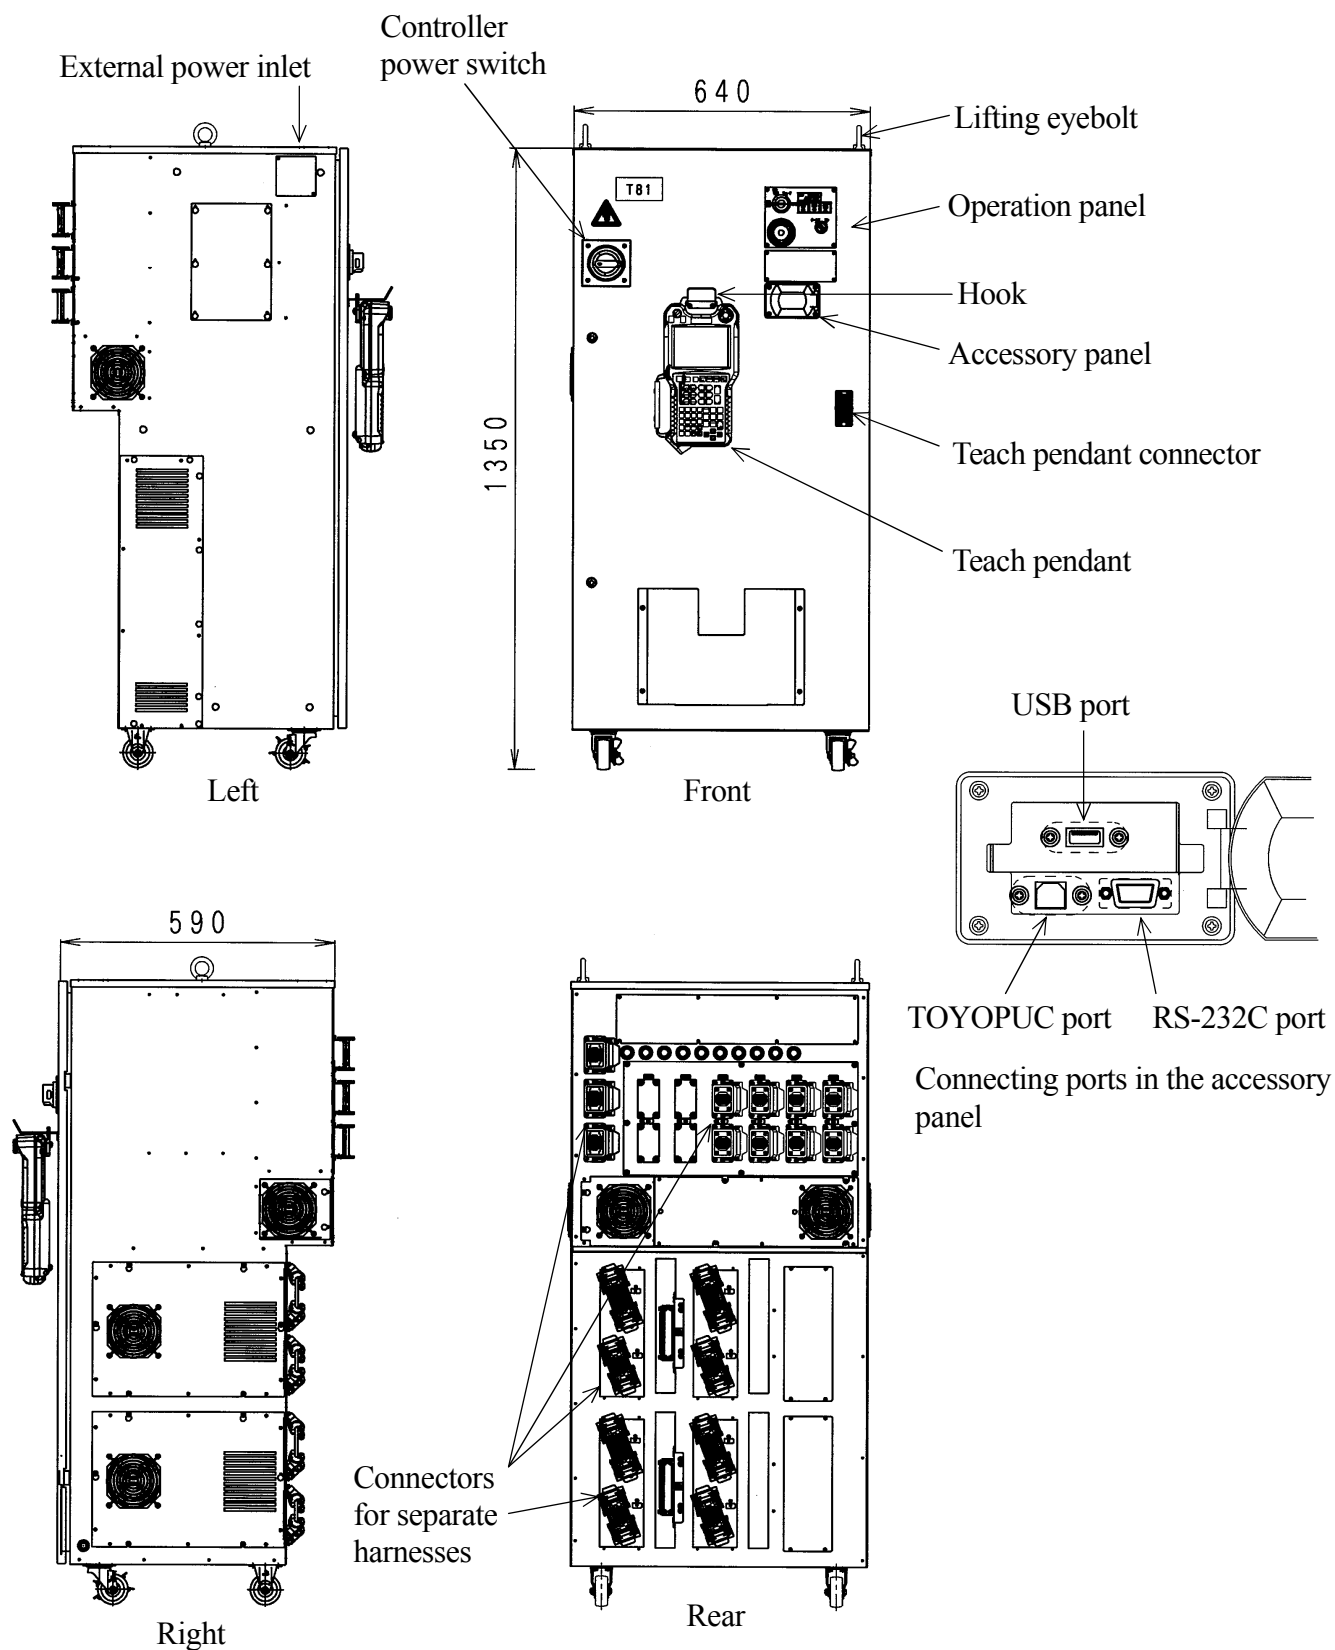 Controller
power switch
External power inlet
640
Lifting eyebolt
T81
Operation panel
Hook
Accessory panel
1350
Teach pendant connector
Teach pendant
USB port
Left
Front
590
TOYOPUC port
RS-232C port
Connecting ports in the accessory
panel
Connectors
for separate
harnesses
Right
Rear